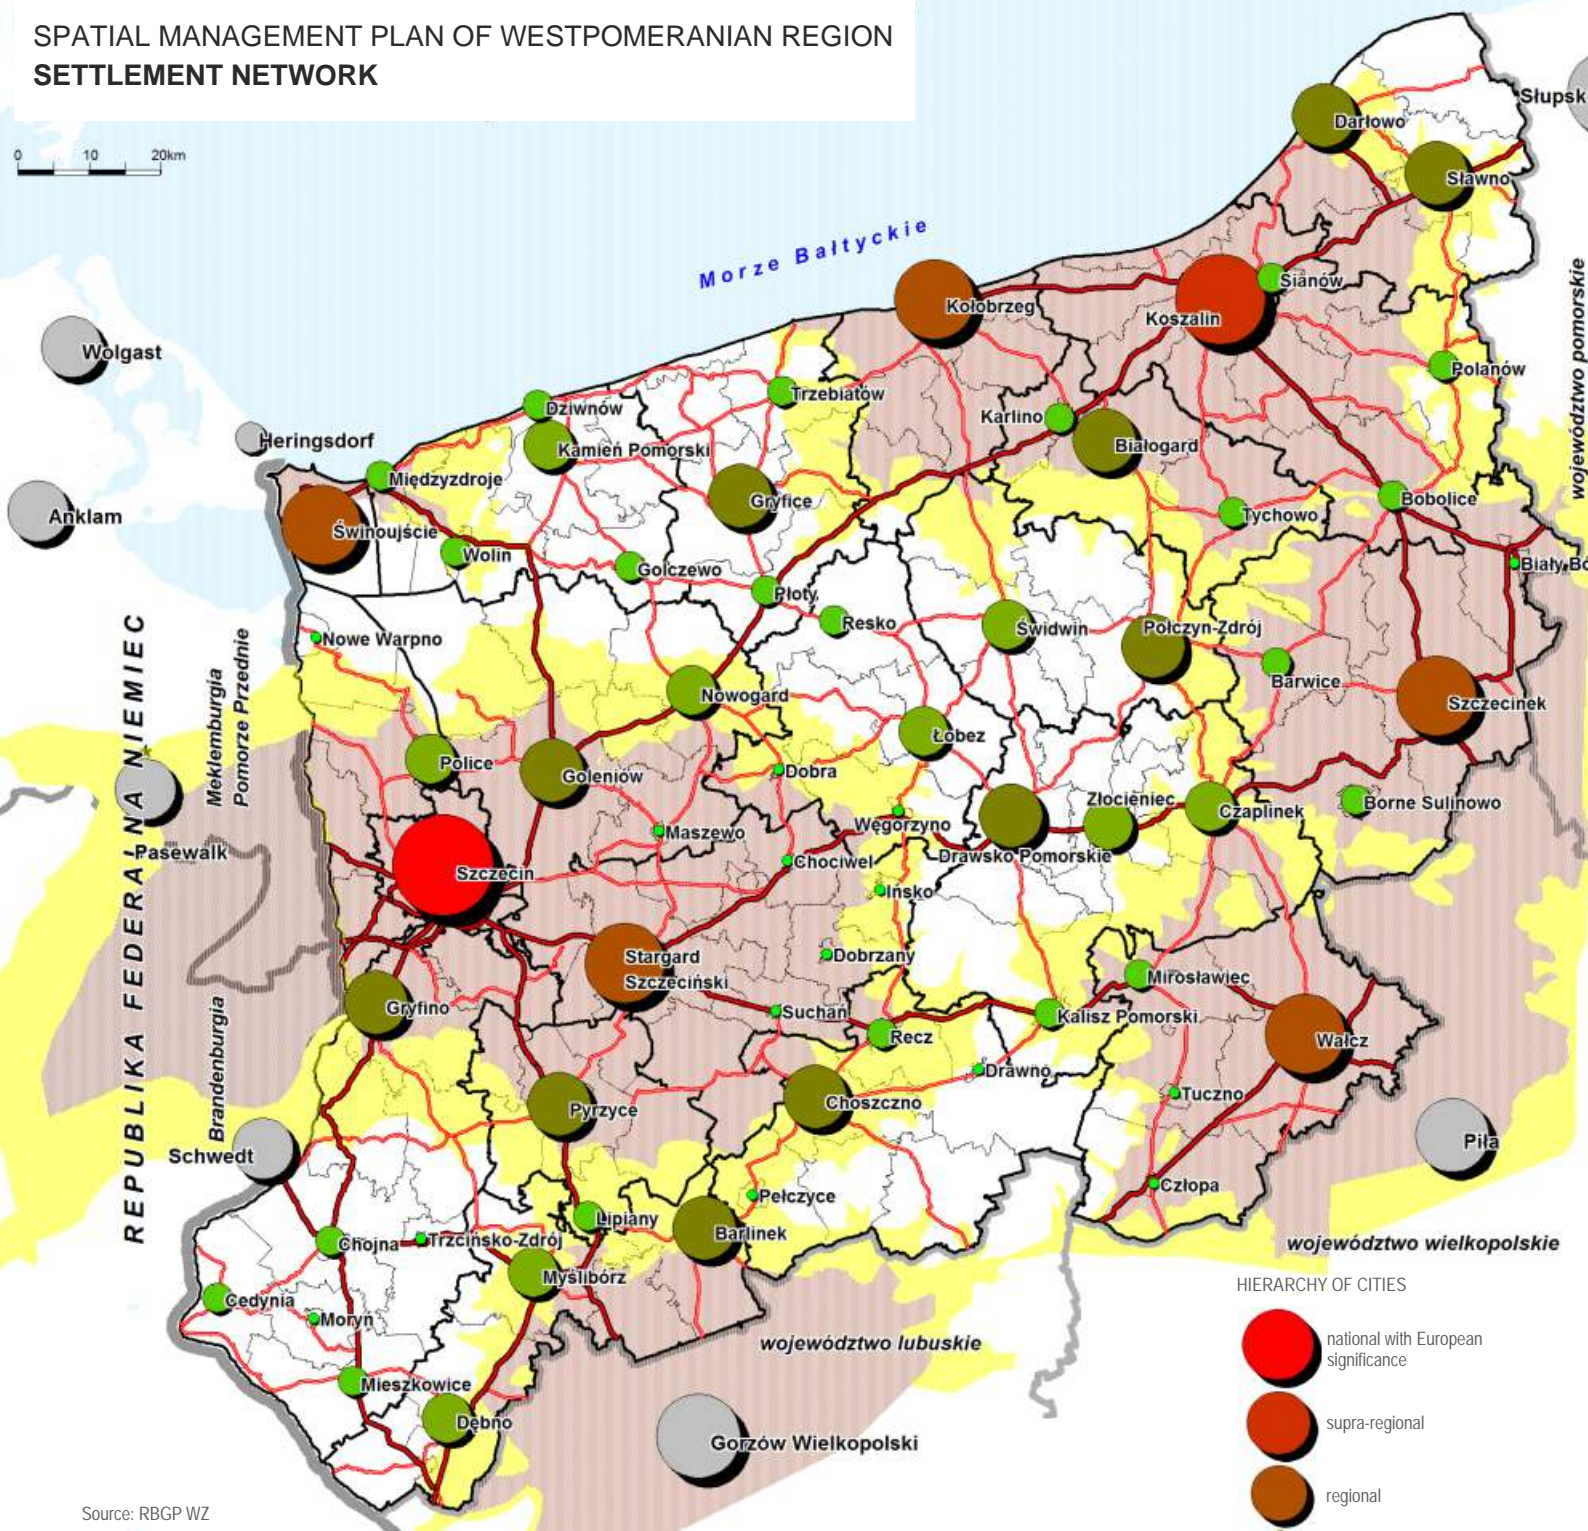 SPATIAL MANAGEMENT PLAN OF WESTPOMERANIAN REGION
SETTLEMENT NETWORK
0 10 20km
Morze Bałtyckie
Słupsk
Darłowo
Sławno
województwo pomorskie
Sianów
Kołobrzeg
Koszalin
Wolgast
Polanów
Trzebiatów
Dziwnów
Karlino
Heringsdorf
Kamień Pomorski
Białogard
Międzyzdroje
Gryfice
Bobolice
Anklam
Tychowo
Świnoujście
Wolin
Golczewo
Biały Bó
Płoty
Resko
Świdwin
Połczyn-Zdrój
Nowe Warpno
REPUBLIKA FEDERALNA NIEMIEC
Meklemburgia
Pomorze Przednie
Barwice
Nowogard
Szczecinek
Łobez
Police
Goleniów
Dobra
Złocieniec
Borne Sulinowo
Czaplinek
Węgorzyno
Maszewo
Pasewalk
Drawsko Pomorskie
Chociwel
Szczecin
Ińsko
Stargard
Szczeciński
Dobrzany
Mirosławiec
Gryfino
Suchań
Kalisz Pomorski
Recz
Wałcz
Brandenburgia
Drawno
Tuczno
Choszczno
Pyrzyce
Piła
Schwedt
Człopa
Pełczyce
Lipiany
Barlinek
Trzcińsko-Zdrój
Chojna
województwo wielkopolskie
Myślibórz
HIERARCHY OF CITIES
Cedynia
Moryń
województwo lubuskie
national with European
significance
Mieszkowice
Dębno
supra-regional
Gorzów Wielkopolski
regional
Source: RBGP WZ